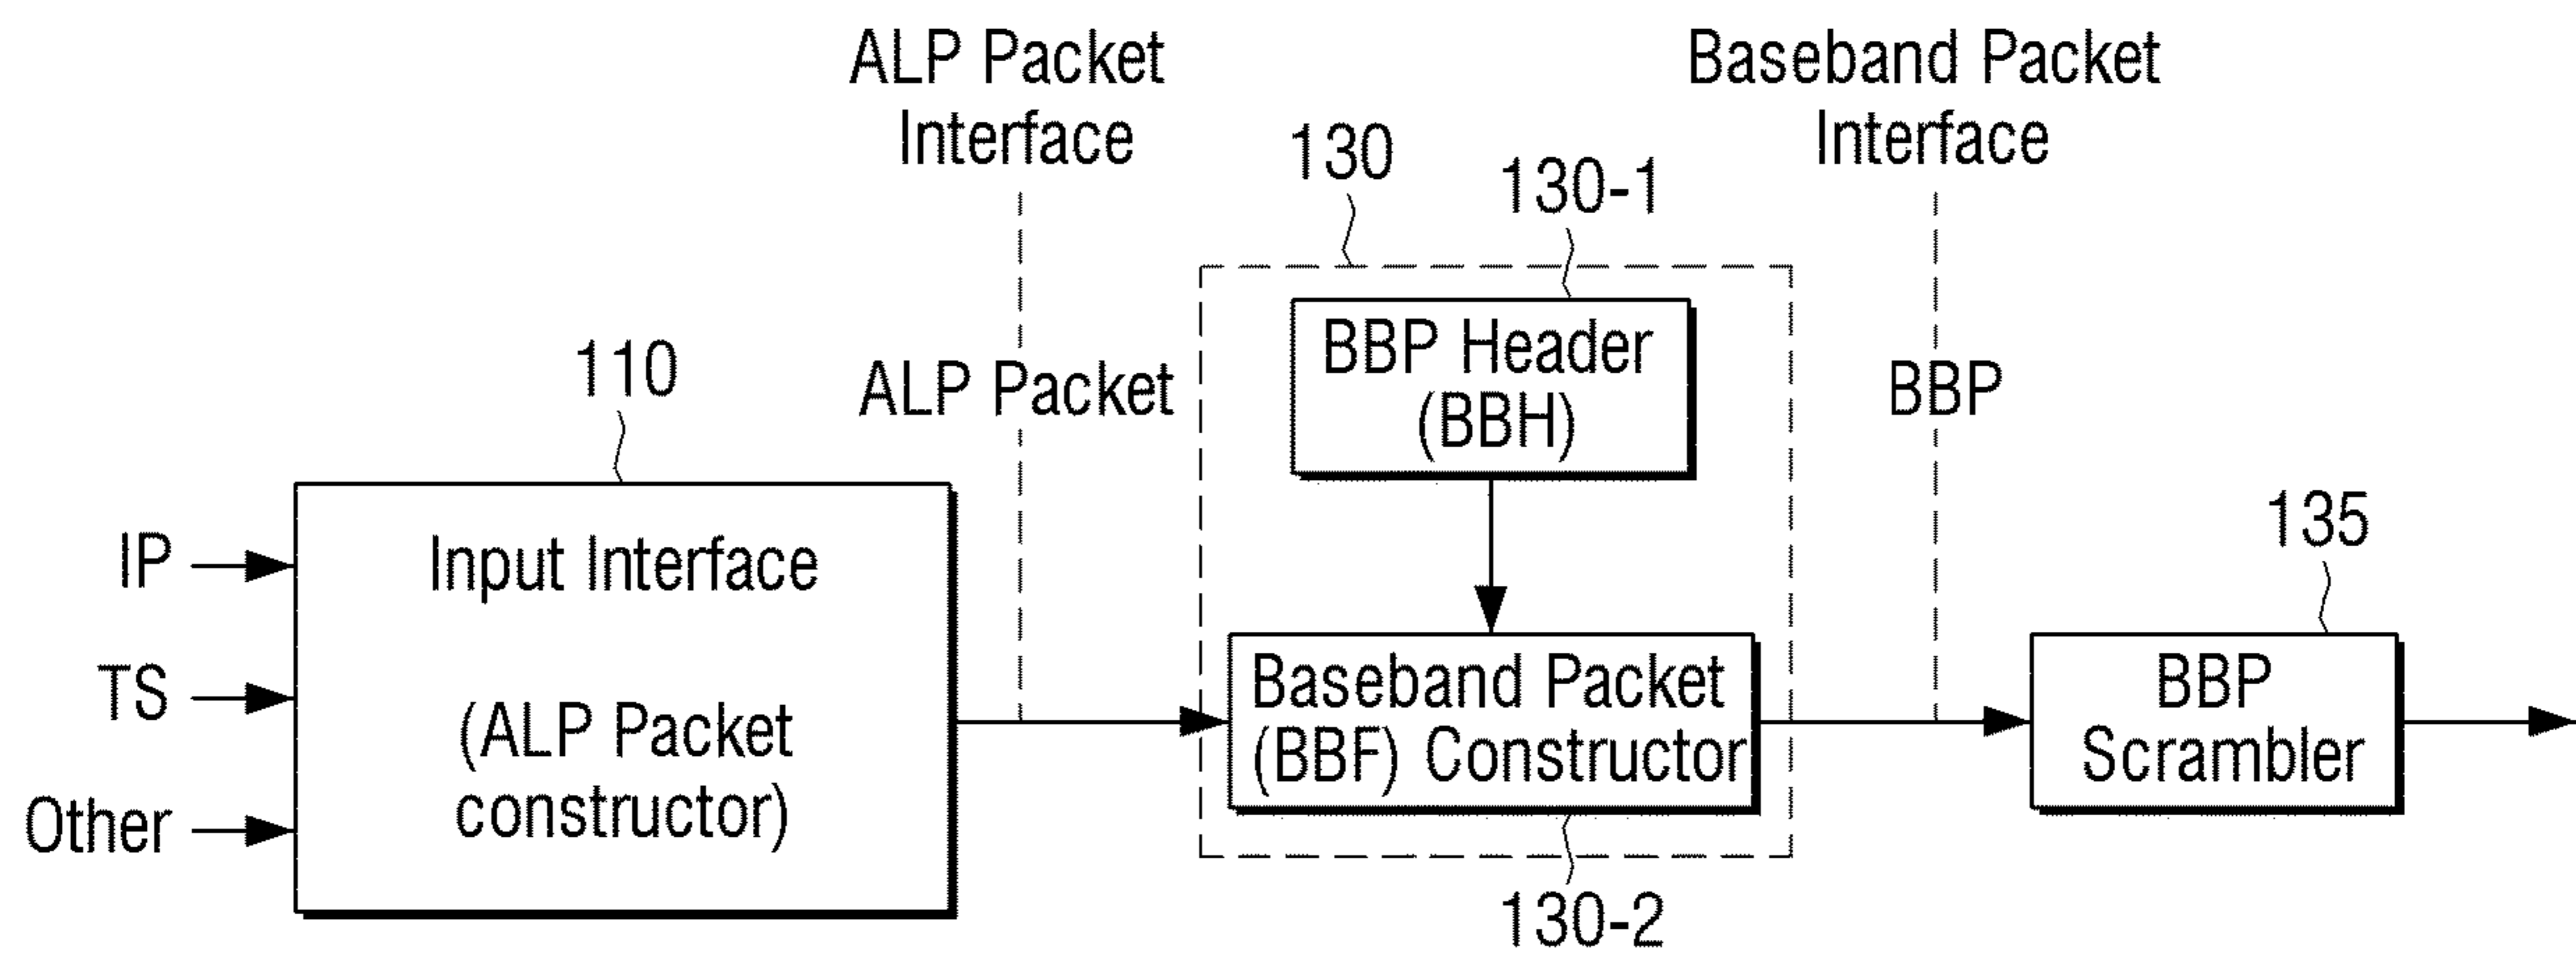 ALP Packet
Interface
Baseband Packet
Interface
130
130-1
BBP Header
(BBH)
110
ALP Packet
BBP
IP
TS
Other
Input Interface
(ALP Packet
constructor)
Baseband Packet
(BBF) Constructor
130-2
135
BBP
Scrambler